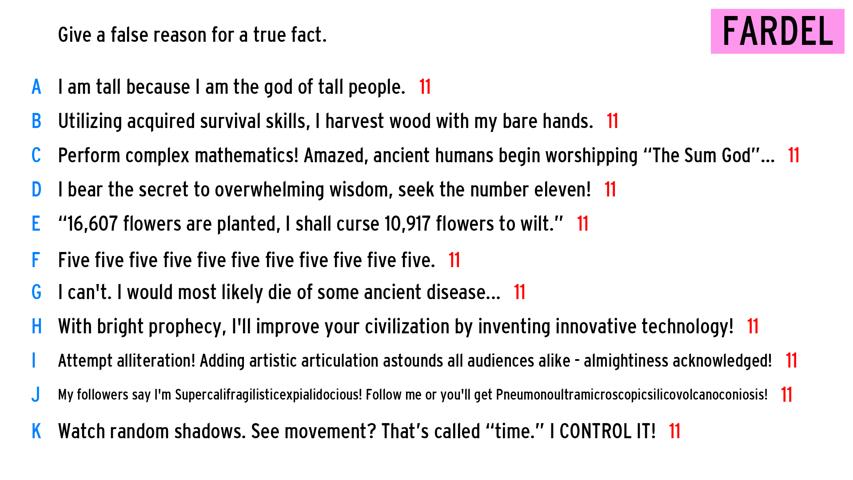 Give a false reason for a true fact.
FARDEL
A I am tall because I am the god of tall people. 11
B Utilizing acquired survival skills, I harvest wood with my bare hands. 11
C Perform complex mathematics! Amazed, ancient humans begin worshipping “The Sum God”... 11
D I bear the secret to overwhelming wisdom, seek the number eleven! 11
E “16,607 flowers are planted, I shall curse 10,917 flowers to wilt.” 11
F Five five five five five five five five five five five. 11
G I can't. I would most likely die of some ancient disease... 11
H With bright prophecy, I'll improve your civilization by inventing innovative technology! 11
I Attempt alliteration! Adding artistic articulation astounds all audiences alike - almightiness acknowledged! 11
J My followers say I'm Supercalifragilisticexpialidocious! Follow me or you'll get Pneumonoultramicroscopicsilicovolcanoconiosis! 11
K Watch random shadows. See movement? That’s called “time.” I CONTROL IT! 11